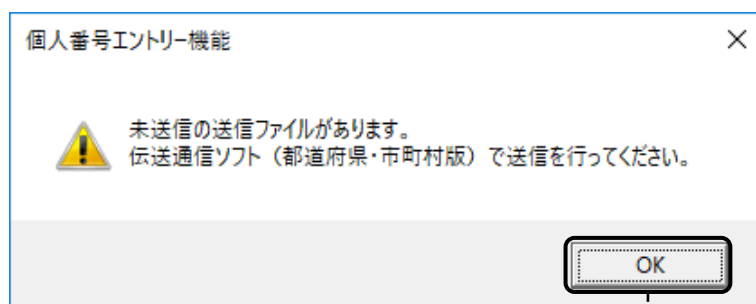 個人番号エントリー機能
未送信の送信ファイルがあります。
伝送通信ソフト（都道府県・市町村版）で送信を行ってください。
OK